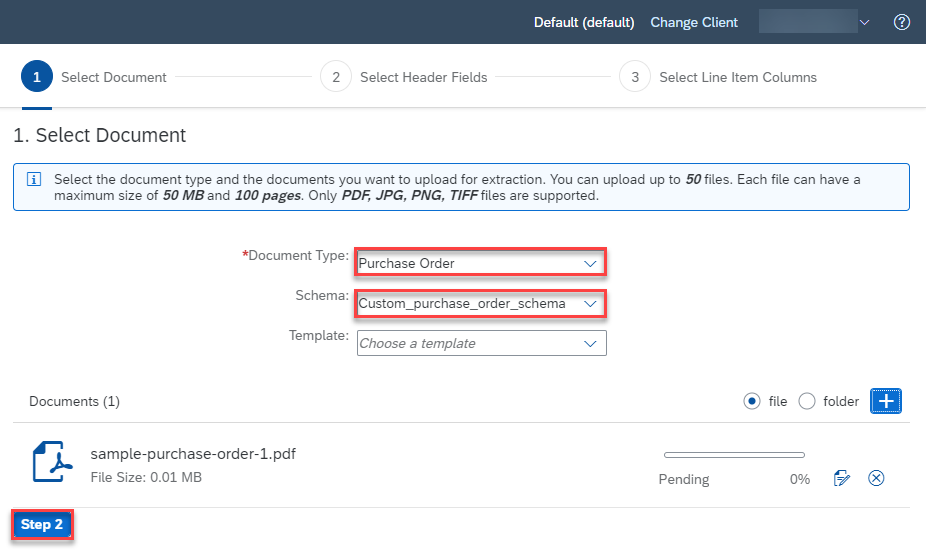 Default (default) Change Client
1 Select Document 2 Select Header Fields 3 Select Line Item Columns
1. Select Document
Select the document type and the documents you want to upload for extraction. You can upload up to 50 files. Each file can have a
maximum size of 50 MB and 100 pages. Only PDF, JPG, PNG, TIFF files are supported.
*Document Type: Purchase Order
Schema: Custom_purchase_order_schema
Template: Choose a template
Documents (1) file folder
sample-purchase-order-1.pdf
File Size: 0.01 MB Pending 0%
Step 2